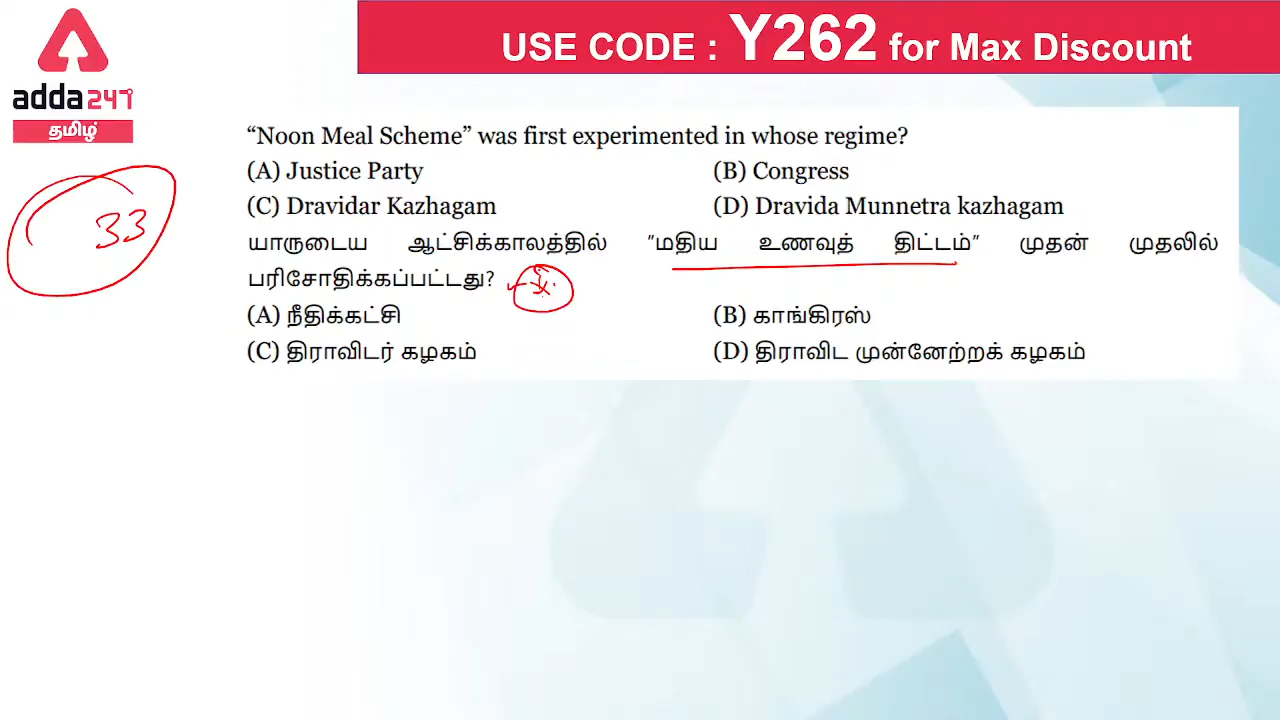 USE CODE : Y262 for Max Discount
adda247
தமிழ்
33
“Noon Meal Scheme” was first experimented in whose regime?
(A) Justice Party (B) Congress
(C) Dravidar Kazhagam (D) Dravida Munnetra kazhagam
யாருடைய ஆட்சிக்காலத்தில் "மதிய உணவுத் திட்டம்" முதன் முதலில்
பரிசோதிக்கப்பட்டது?
(A) நீதிக்கட்சி (B) காங்கிரஸ்
(C) திராவிடர் கழகம் (D) திராவிட முன்னேற்றக் கழகம்